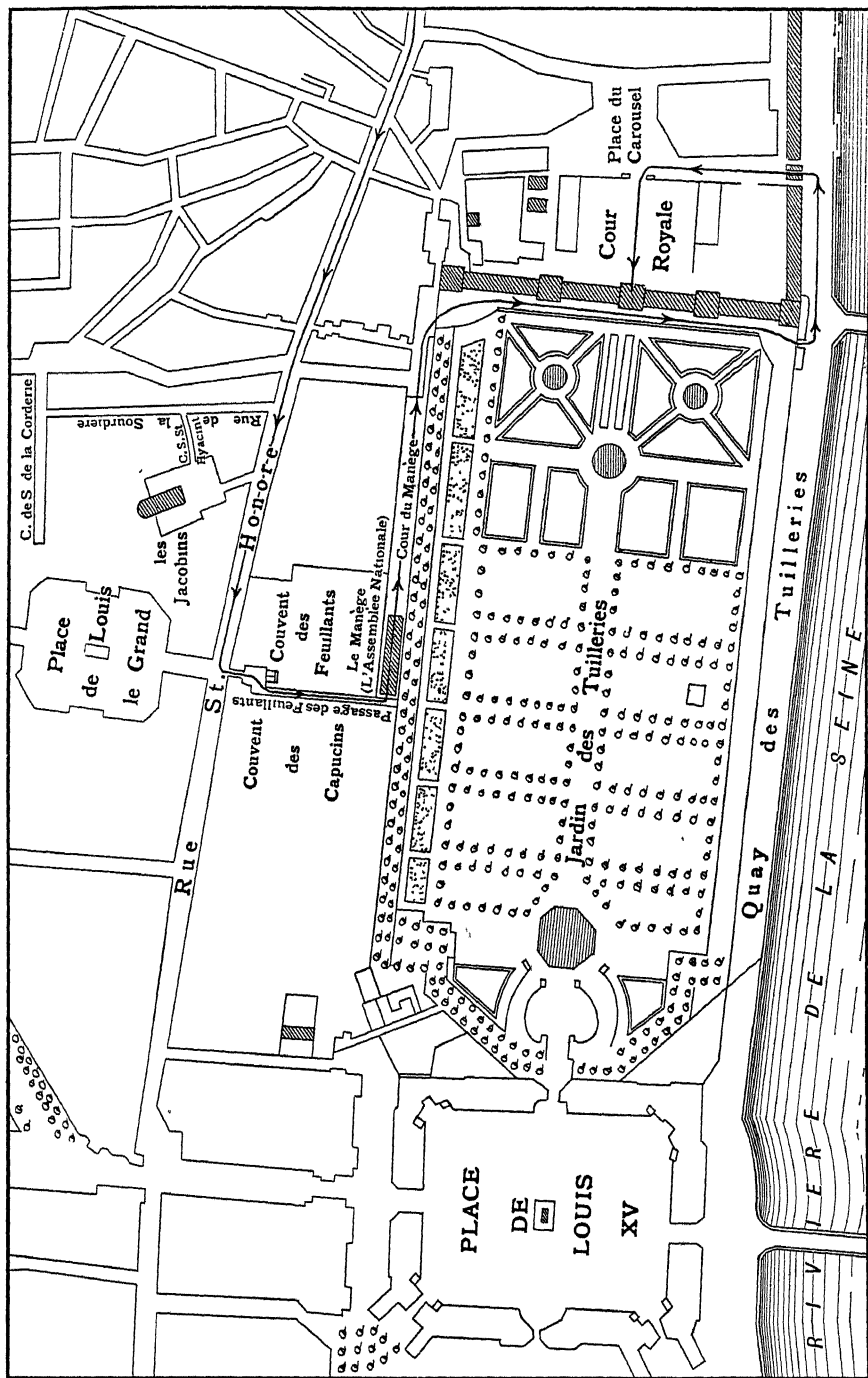 C. de S. de la Corderie
Place
de Louis
le Grand
les
Jacobins
C. S. St.
Hyacint
Rue de la Sourdiere
Rue St. Honore
Couvent
des
Feuillants
Le Manège
(L'Assemblee Nationale)
Passage des Feuillants
Couvent
des
Capucins
Cour du Manège
Place du
Carousel
Cour
Royale
Jardin des Tuilleries
Quay des Tuilleries
PLACE
DE
LOUIS
XV
RIVIERE DE LA SEINE